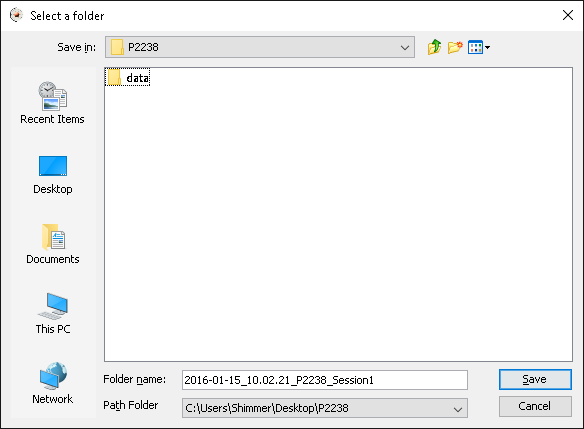 Select a folder
Save in: P2238
data
Recent Items
Desktop
Documents
This PC
Network
Folder name: 2016-01-15_10.02.21_P2238_Session1 Save
Path Folder C:\Users\Shimmer\Desktop\P2238 Cancel